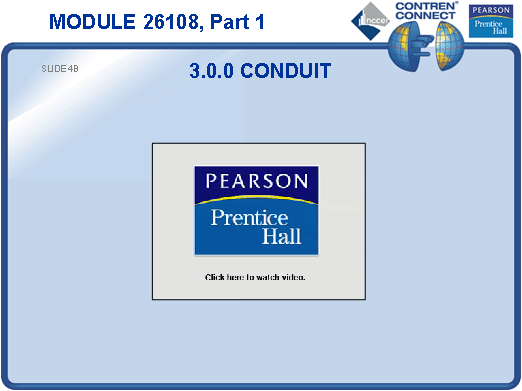 MODULE 26108, Part 1
nccer
CONTREN®
CONNECT
PEARSON
Prentice
Hall
SLIDE 4B
3.0.0 CONDUIT
PEARSON
Prentice
Hall
Click here to watch video.